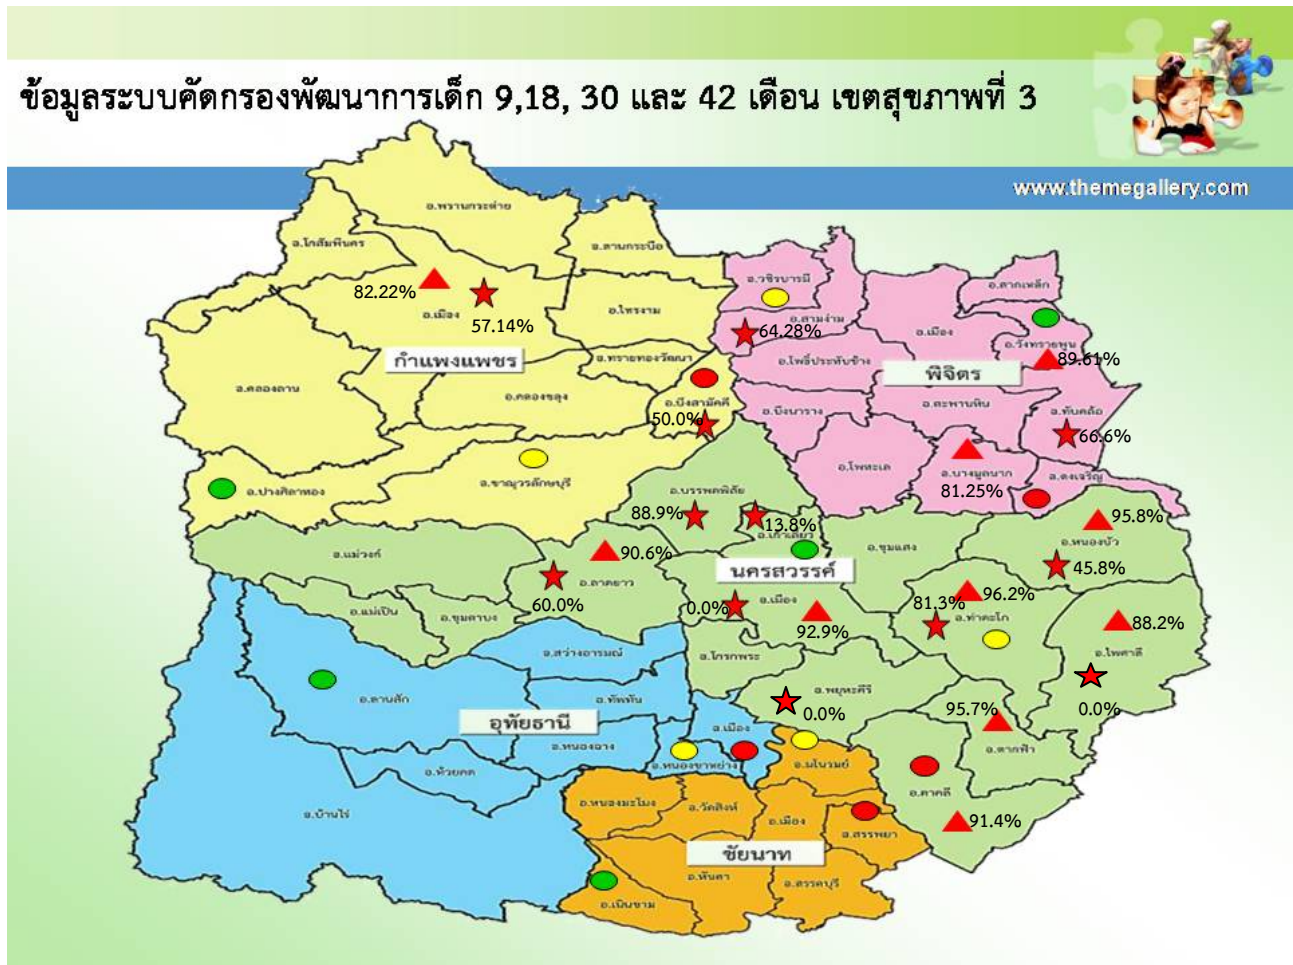 ข้อมูลระบบคัดกรองพัฒนาการเด็ก 9,18, 30 และ 42 เดือน เขตสุขภาพที่ 3
www.themegallery.com
อ.พรานกระต่าย
อ.โกสัมพีนคร
อ.ลานกระบือ
82.22%
อ.เมือง
57.14%
อ.ไทรงาม
กำแพงเพชร
อ.ทรายทองวัฒนา
อ.คลองลาน
อ.คลองขลุง
อ.บึงสามัคคี
50.0%
อ.ปางศิลาทอง
อ.ขาณุวรลักษบุรี
อ.วชิรบารมี
อ.สากเหล็ก
อ.สามง่าม
64.28%
อ.เมือง
อ.วังทรายพูน
89.61%
อ.โพธิ์ประทับช้าง
พิจิตร
อ.บึงนาราง
อ.ตะพานหิน
อ.ทับคล้อ
66.6%
อ.โพทะเล
อ.บางมูลนาก
81.25%
อ.ดงเจริญ
อ.บรรพตพิสัย
88.9%
13.8%
อ.เก้าเลี้ยว
อ.ชุมแสง
95.8%
อ.หนองบัว
45.8%
อ.แม่วงก์
90.6%
อ.ลาดยาว
60.0%
นครสวรรค์
0.0%
อ.เมือง
92.9%
81.3%
96.2%
อ.ท่าตะโก
88.2%
อ.ไพศาลี
0.0%
อ.แม่เปิน
อ.ชุมตาบง
อ.โกรกพระ
อ.พยุหะคีรี
0.0%
95.7%
อ.ตากฟ้า
อ.ตาคลี
91.4%
อ.สว่างอารมณ์
อ.ลานสัก
อ.ทัพทัน
อุทัยธานี
อ.เมือง
อ.หนองฉาง
อ.หนองขาหย่าง
อ.ห้วยคต
อ.บ้านไร่
อ.มโนรมย์
อ.หนองมะโมง
อ.วัดสิงห์
อ.เมือง
อ.สรรพยา
ชัยนาท
อ.หันคา
อ.สรรคบุรี
อ.เนินขาม